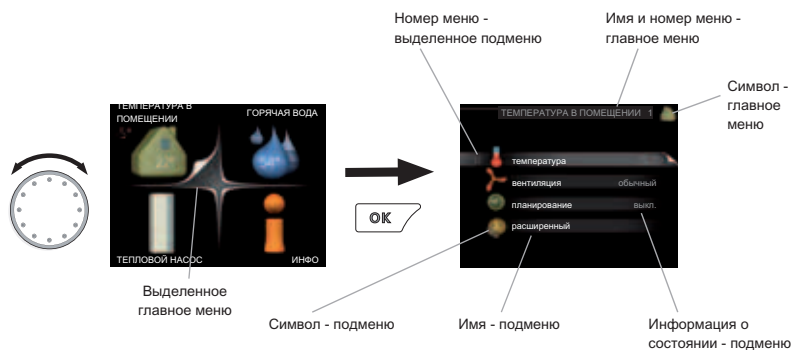 Номер меню -
выделенное подменю
Имя и номер меню -
главное меню
Символ -
главное
меню
ТЕМПЕРАТУРА В
ПОМЕЩЕНИИ
ГОРЯЧАЯ ВОДА
ТЕПЛОВОЙ НАСОС
ИНФО
OK
ТЕМПЕРАТУРА В ПОМЕЩЕНИИ 1
температура
вентиляция обычный
планирование выкл.
расширенный
Выделенное
главное меню
Символ - подменю
Имя - подменю
Информация о
состоянии - подменю